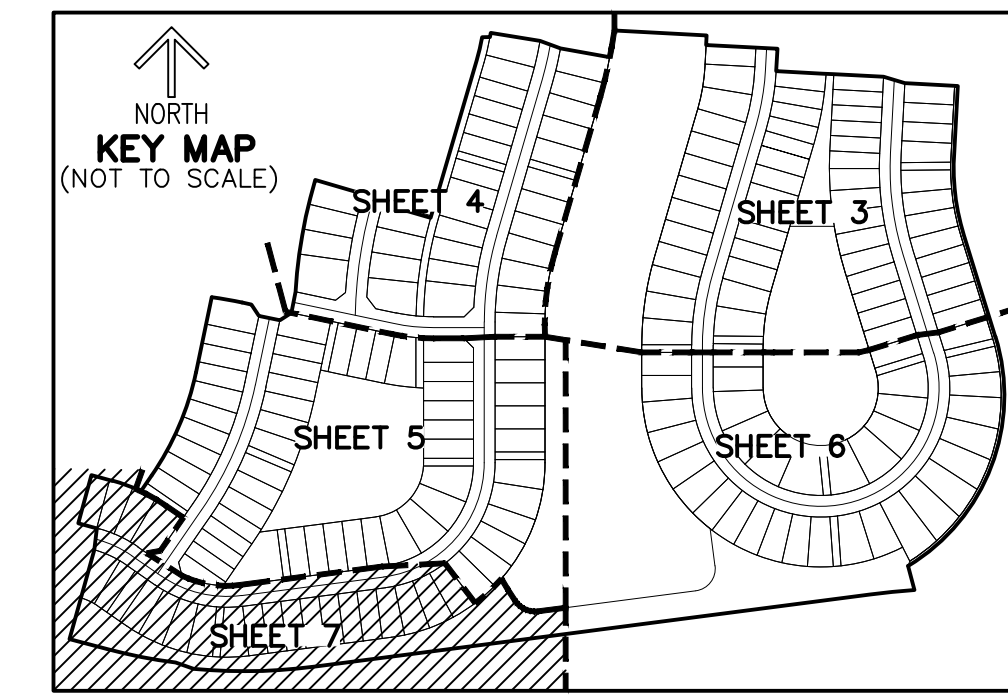 NORTH
KEY MAP
(NOT TO SCALE)
SHEET 4
SHEET 3
SHEET 5
SHEET 6
SHEET 7